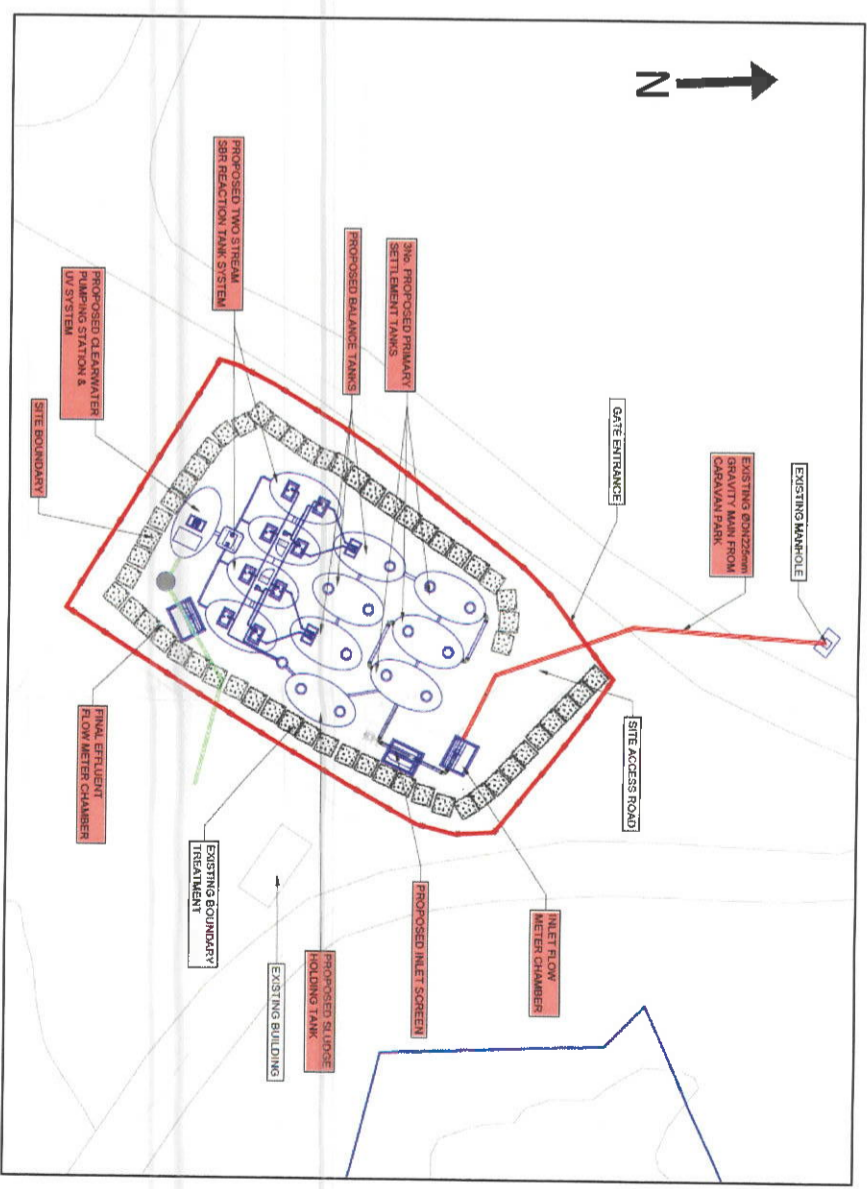 N
EXISTING MANHOLE
EXISTING ØDN225mm
GRAVITY MAIN FROM
CARAVAN PARK
GATE ENTRANCE
SITE ACCESS ROAD
3No. PROPOSED PRIMARY
SETTLEMENT TANKS
PROPOSED BALANCE TANKS
PROPOSED TWO STREAM
SBR REACTION TANK SYSTEM
PROPOSED CLEARWATER
PUMPING STATION &
UV SYSTEM
SITE BOUNDARY
INLET FLOW
METER CHAMBER
PROPOSED INLET SCREEN
PROPOSED SLUDGE
HOLDING TANK
EXISTING BUILDING
EXISTING BOUNDARY
TREATMENT
FINAL EFFLUENT
FLOW METER CHAMBER